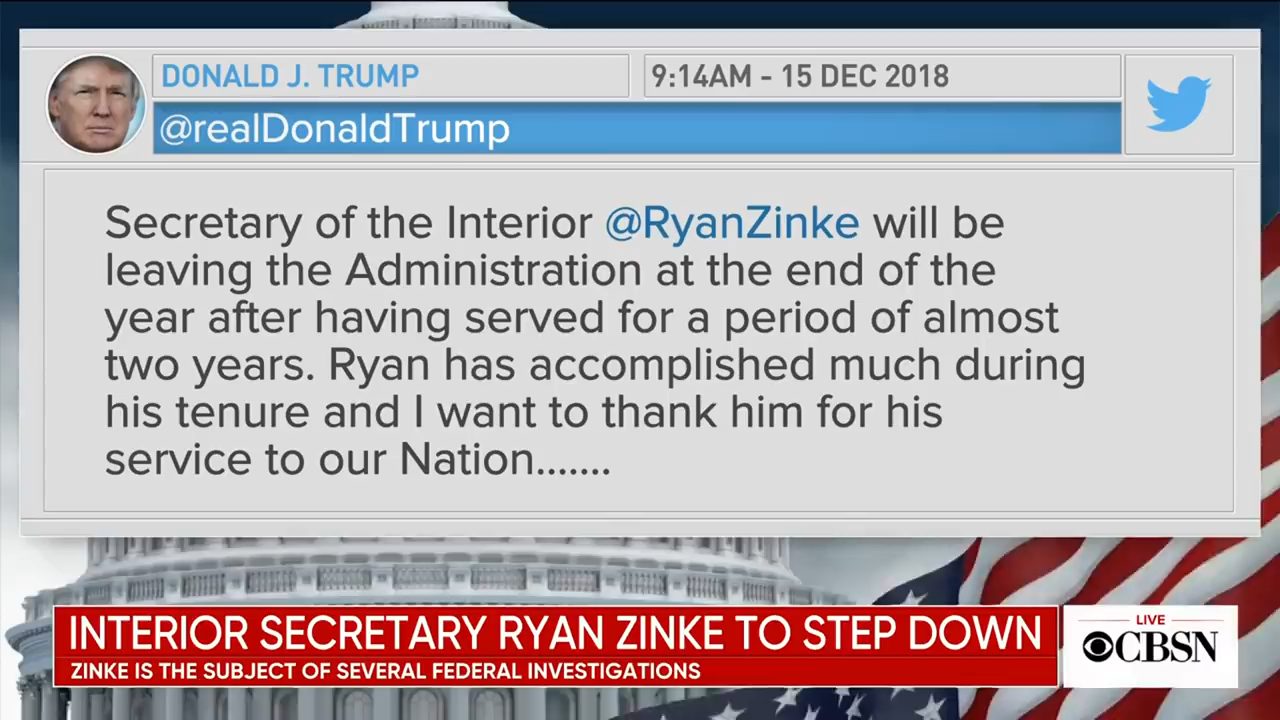 DONALD J. TRUMP
9:14AM - 15 DEC 2018
@realDonaldTrump
Secretary of the Interior @RyanZinke will be
leaving the Administration at the end of the
year after having served for a period of almost
two years. Ryan has accomplished much during
his tenure and I want to thank him for his
service to our Nation.......
INTERIOR SECRETARY RYAN ZINKE TO STEP DOWN
ZINKE IS THE SUBJECT OF SEVERAL FEDERAL INVESTIGATIONS
LIVE
CBSN